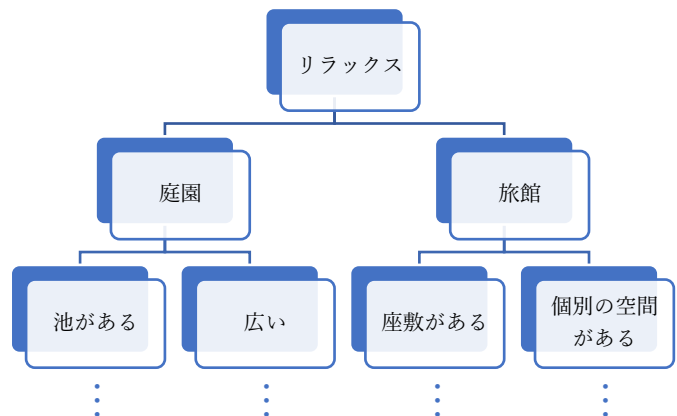 リラックス
庭園
旅館
池がある
広い
座敷がある
個別の空間
がある